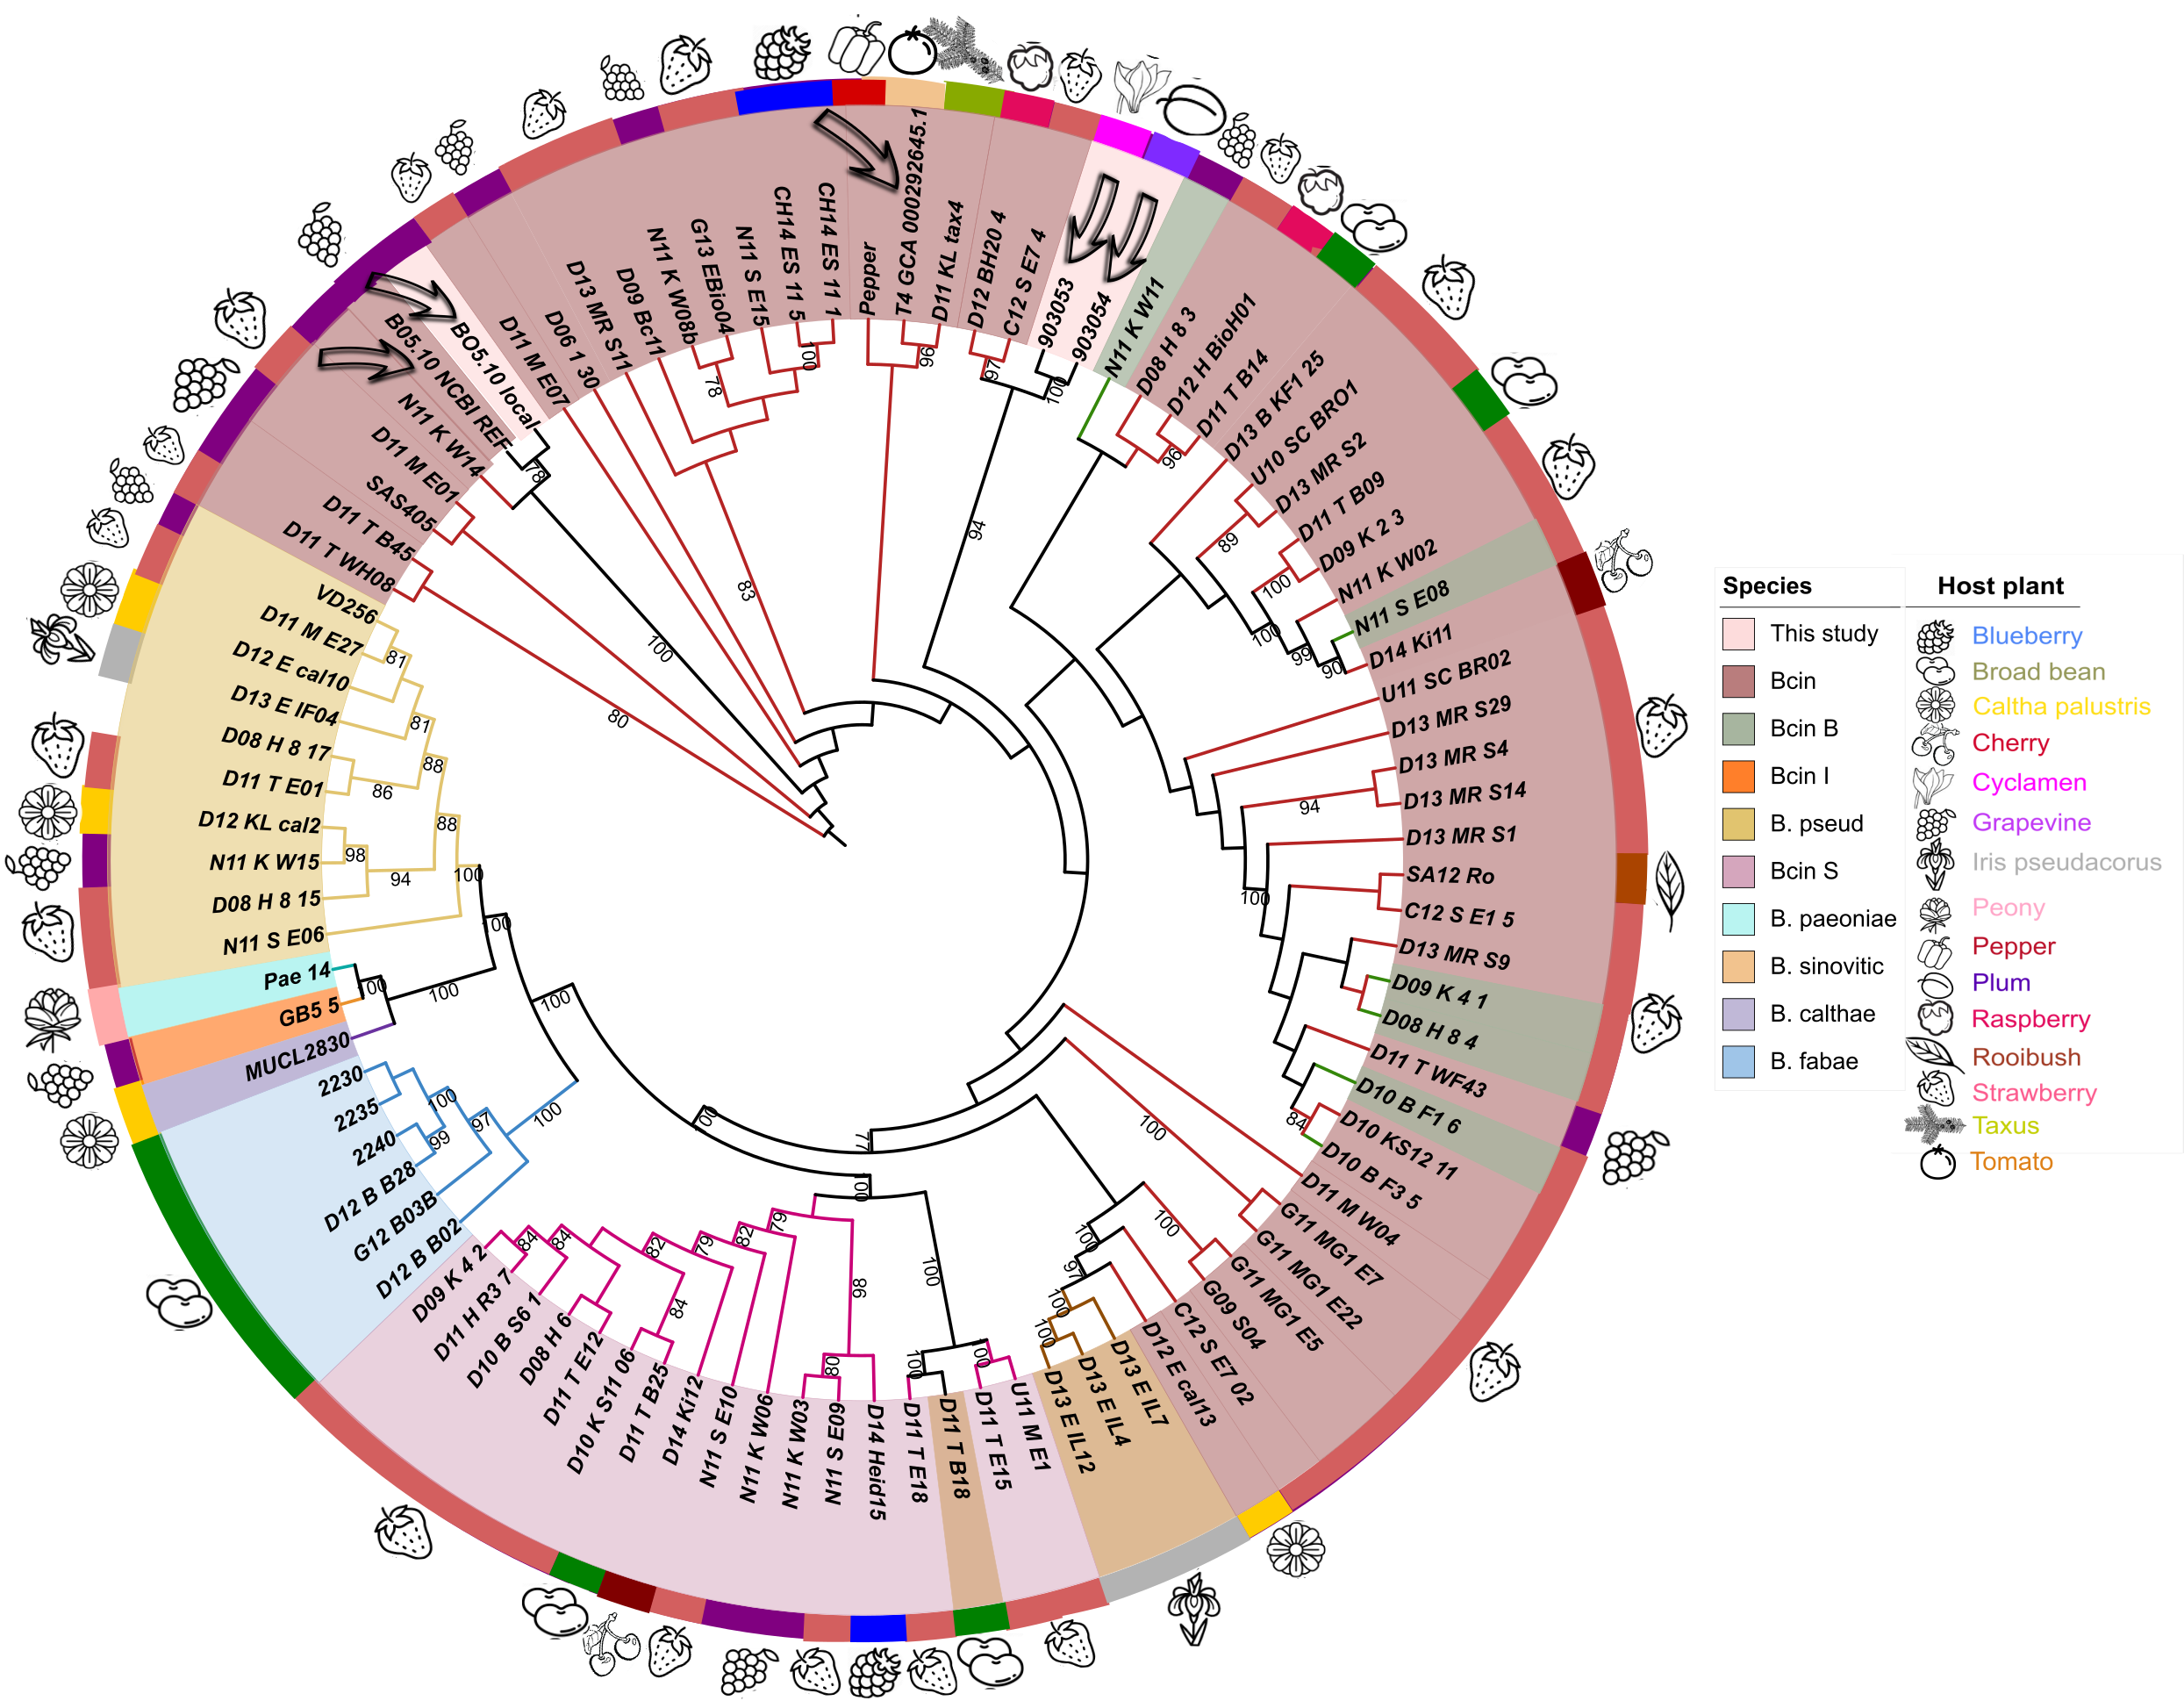 T4 GCA 000292645.1
D11 KL tax4
D12 BH20 4
C12 S E7 4
903053
903054
N11 K W11
D08 H 8 3
D12 H BioH01
D11 T B14
D13 B KF1 25
U10 SC BRO1
D13 MR S2
D11 T B09
D09 K 2 3
N11 K W02
N11 S E08
D14 Ki11
U11 SC BR02
D13 MR S29
D13 MR S4
D13 MR S14
D13 MR S1
SA12 Ro
C12 S E1 5
D13 MR S9
D09 K 4 1
D08 H 8 4
D11 T WF43
D10 B F1 6
D10 KS12 11
D10 B F3 5
D11 M W04
G11 MG1 E7
G11 MG1 E22
G11 MG1 E5
G09 S04
C12 S E7 02
D12 E cal13
D13 E IL7
D13 E IL4
D13 E IL12
U11 M E1
D11 T E15
D11 T B18
D11 T E18
D14 Heid15
N11 S E09
N11 K W03
N11 K W06
N11 S E10
D14 Ki12
D11 T B25
D10 K S11 06
D11 T E12
D08 H 6
D10 B S6 1
D11 H R3 7
D09 K 4 2
D12 B B02
G12 B03B
D12 B B28
2240
2235
2230
MUCL2830
GB5 5
Pae 14
N11 S E06
D08 H 8 15
N11 K W15
D12 KL cal2
D11 T E01
D08 H 8 17
D13 E IF04
D12 E cal10
D11 M E27
VD256
D11 T WH08
D11 T B45
SAS405
D11 M E01
N11 K W14
B05.10 NCBI REF
BO5.10 local
D11 M E07
D06 1 30
D13 MR S11
D09 Bc11
N11 K W08b
G13 EBio04
N11 S E15
CH14 ES 11 5
CH14 ES 11 1
Pepper
96
97
100
96
89
100
100
99
90
94
100
84
100
100
100
97
100
100
100
100
100
80
98
79
82
79
82
84
84
84
100
99
97
100
100
100
100
100
98
94
100
86
88
88
81
81
80
100
78
83
78
100
94
100
100
77
100
Species
This study
Bcin
Bcin B
Bcin I
B. pseud
Bcin S
B. paeoniae
B. sinovitic
B. calthae
B. fabae
Host plant
Blueberry
Broad bean
Caltha palustris
Cherry
Cyclamen
Grapevine
Iris pseudacorus
Peony
Pepper
Plum
Raspberry
Rooibush
Strawberry
Taxus
Tomato